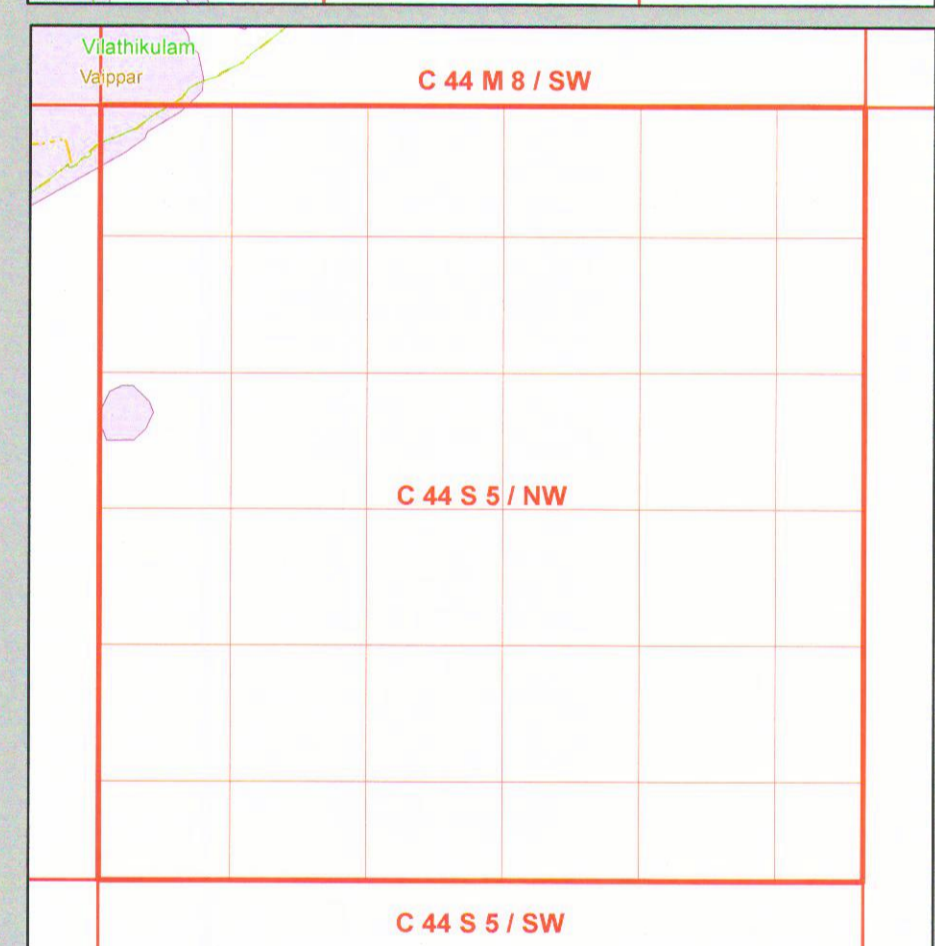 Vilathikulam
Vaippar
C 44 M 8 / SW
C 44 S 5 / NW
C 44 S 5 / SW